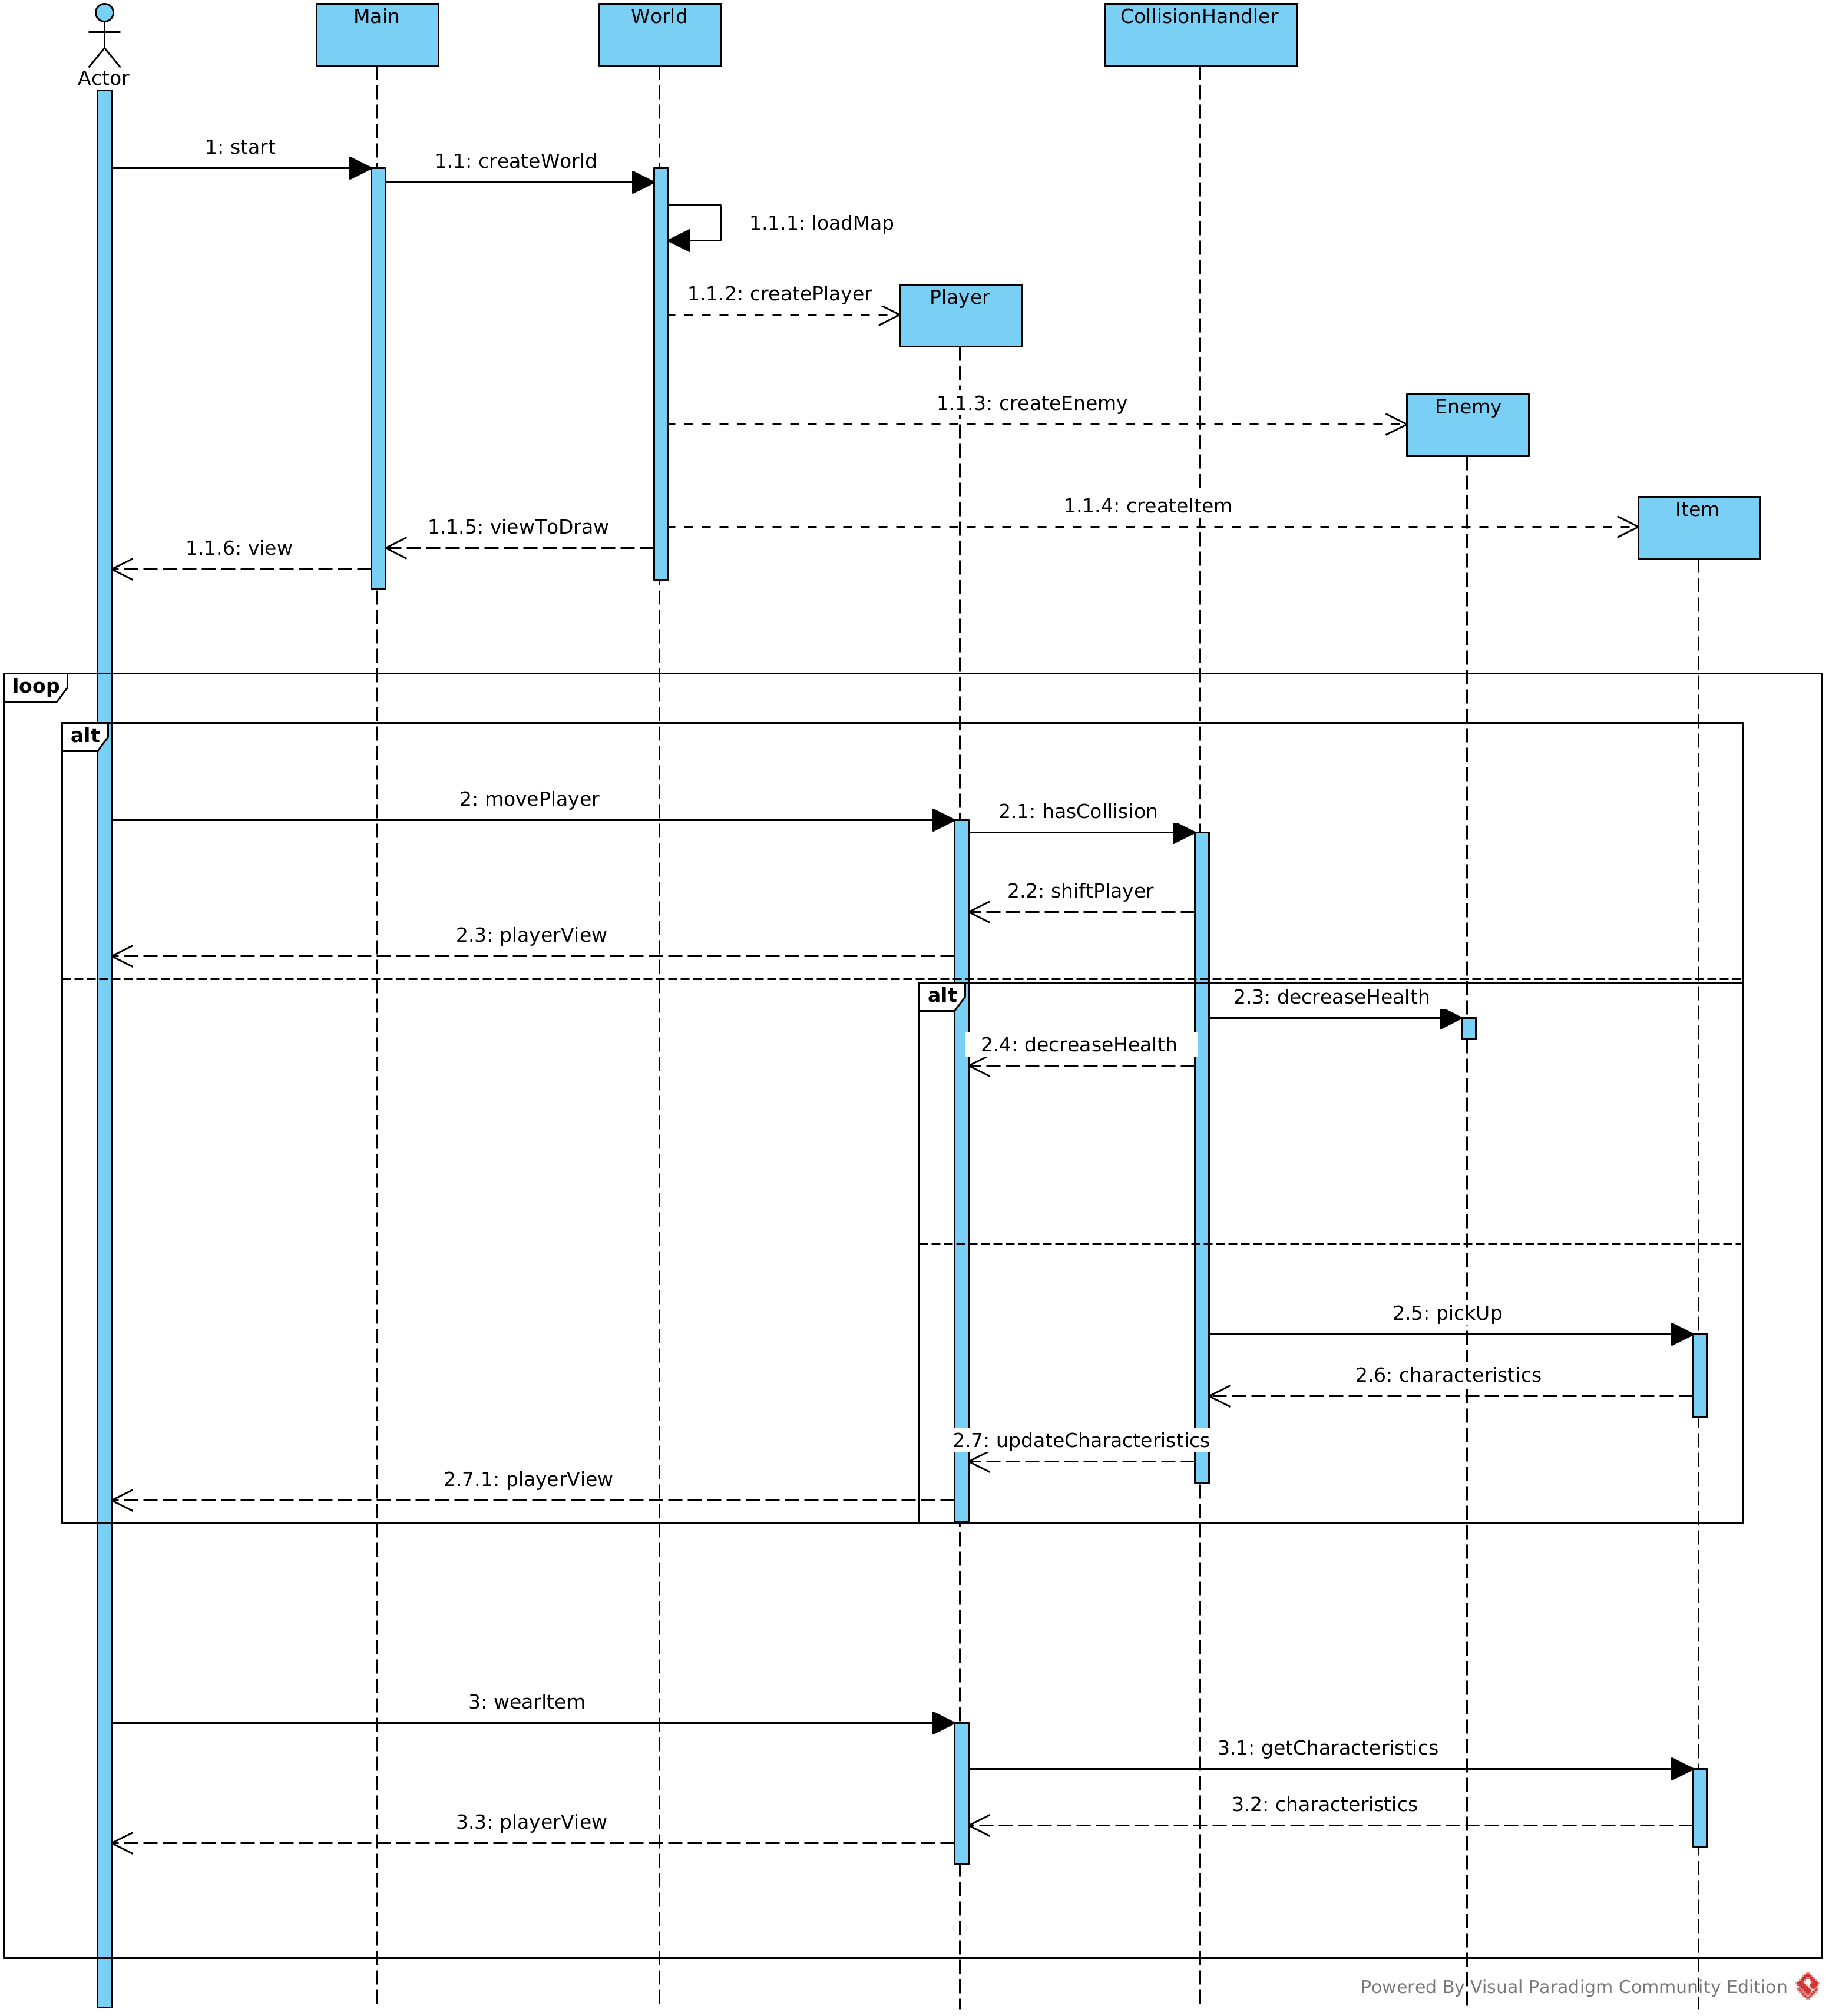 Main
World
CollisionHandler
Actor
1: start
1.1: createWorld
1.1.1: loadMap
1.1.2: createPlayer
Player
1.1.3: createEnemy
Enemy
1.1.4: createItem
Item
1.1.5: viewToDraw
1.1.6: view
loop
alt
2: movePlayer
2.1: hasCollision
2.2: shiftPlayer
2.3: playerView
alt
2.3: decreaseHealth
2.4: decreaseHealth
2.5: pickUp
2.6: characteristics
2.7: updateCharacteristics
2.7.1: playerView
3: wearItem
3.1: getCharacteristics
3.2: characteristics
3.3: playerView
Powered By Visual Paradigm Community Edition